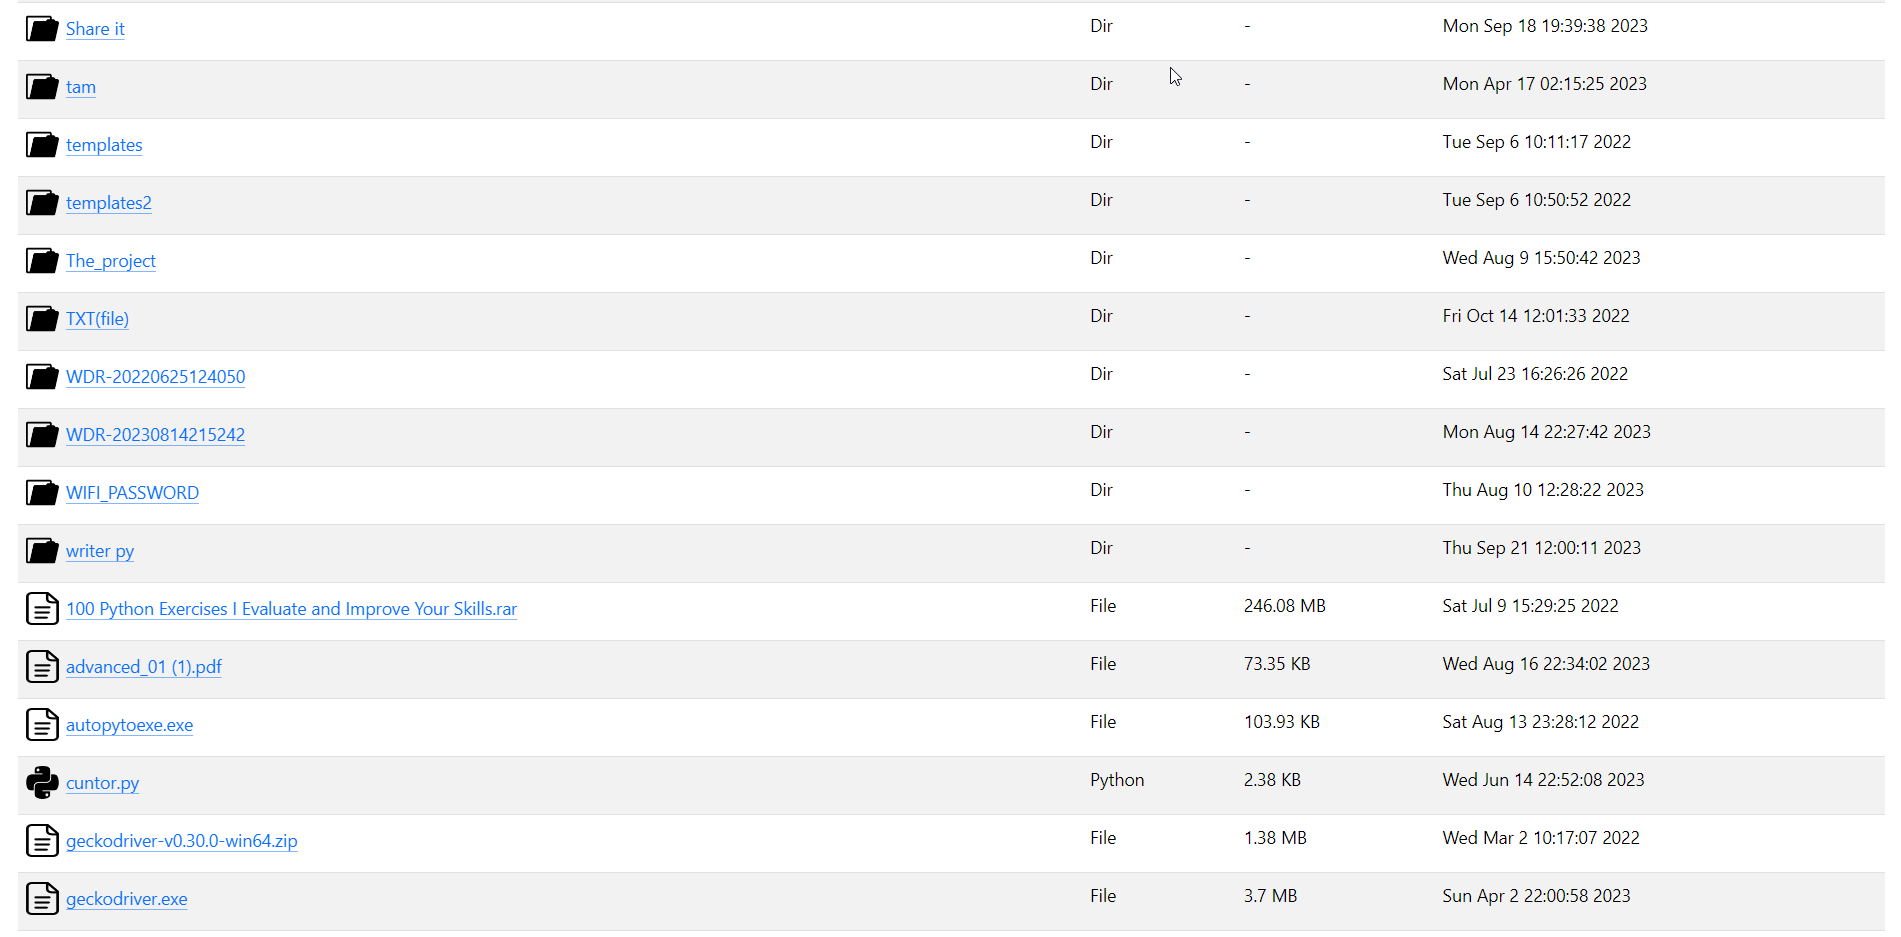 Share it Dir - Mon Sep 18 19:39:38 2023
tam Dir - Mon Apr 17 02:15:25 2023
templates Dir - Tue Sep 6 10:11:17 2022
templates2 Dir - Tue Sep 6 10:50:52 2022
The_project Dir - Wed Aug 9 15:50:42 2023
TXT(file) Dir - Fri Oct 14 12:01:33 2022
WDR-20220625124050 Dir - Sat Jul 23 16:26:26 2022
WDR-20230814215242 Dir - Mon Aug 14 22:27:42 2023
WIFI_PASSWORD Dir - Thu Aug 10 12:28:22 2023
writer py Dir - Thu Sep 21 12:00:11 2023
100 Python Exercises I Evaluate and Improve Your Skills.rar File 246.08 MB Sat Jul 9 15:29:25 2022
advanced_01 (1).pdf File 73.35 KB Wed Aug 16 22:34:02 2023
autopytoexe.exe File 103.93 KB Sat Aug 13 23:28:12 2022
cuntor.py Python 2.38 KB Wed Jun 14 22:52:08 2023
geckodriver-v0.30.0-win64.zip File 1.38 MB Wed Mar 2 10:17:07 2022
geckodriver.exe File 3.7 MB Sun Apr 2 22:00:58 2023